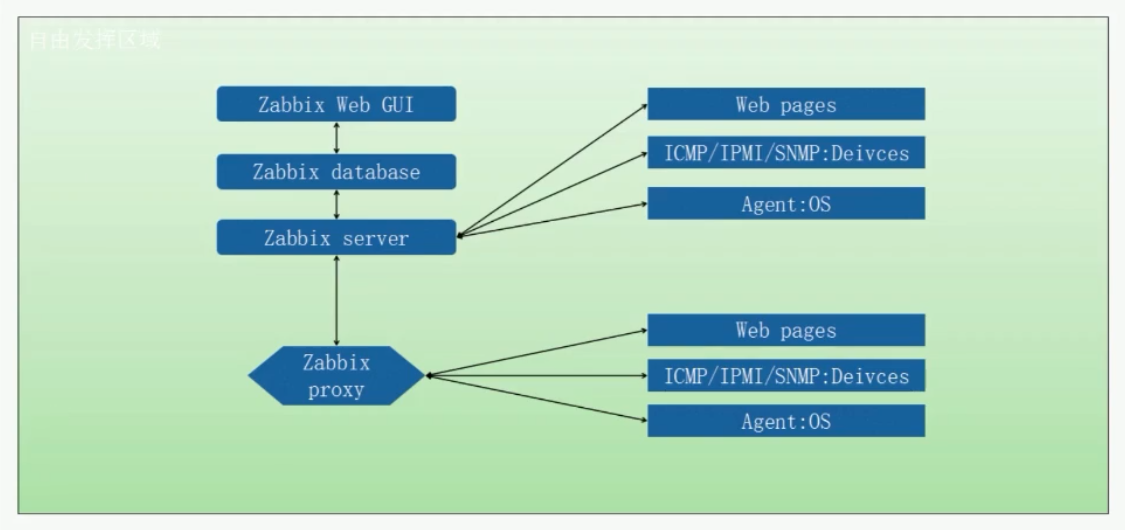 自由发挥区域
Zabbix Web GUI
Zabbix database
Zabbix server
Web pages
ICMP/IPMI/SNMP:Deivces
Agent:OS
Zabbix
proxy
Web pages
ICMP/IPMI/SNMP:Deivces
Agent:OS